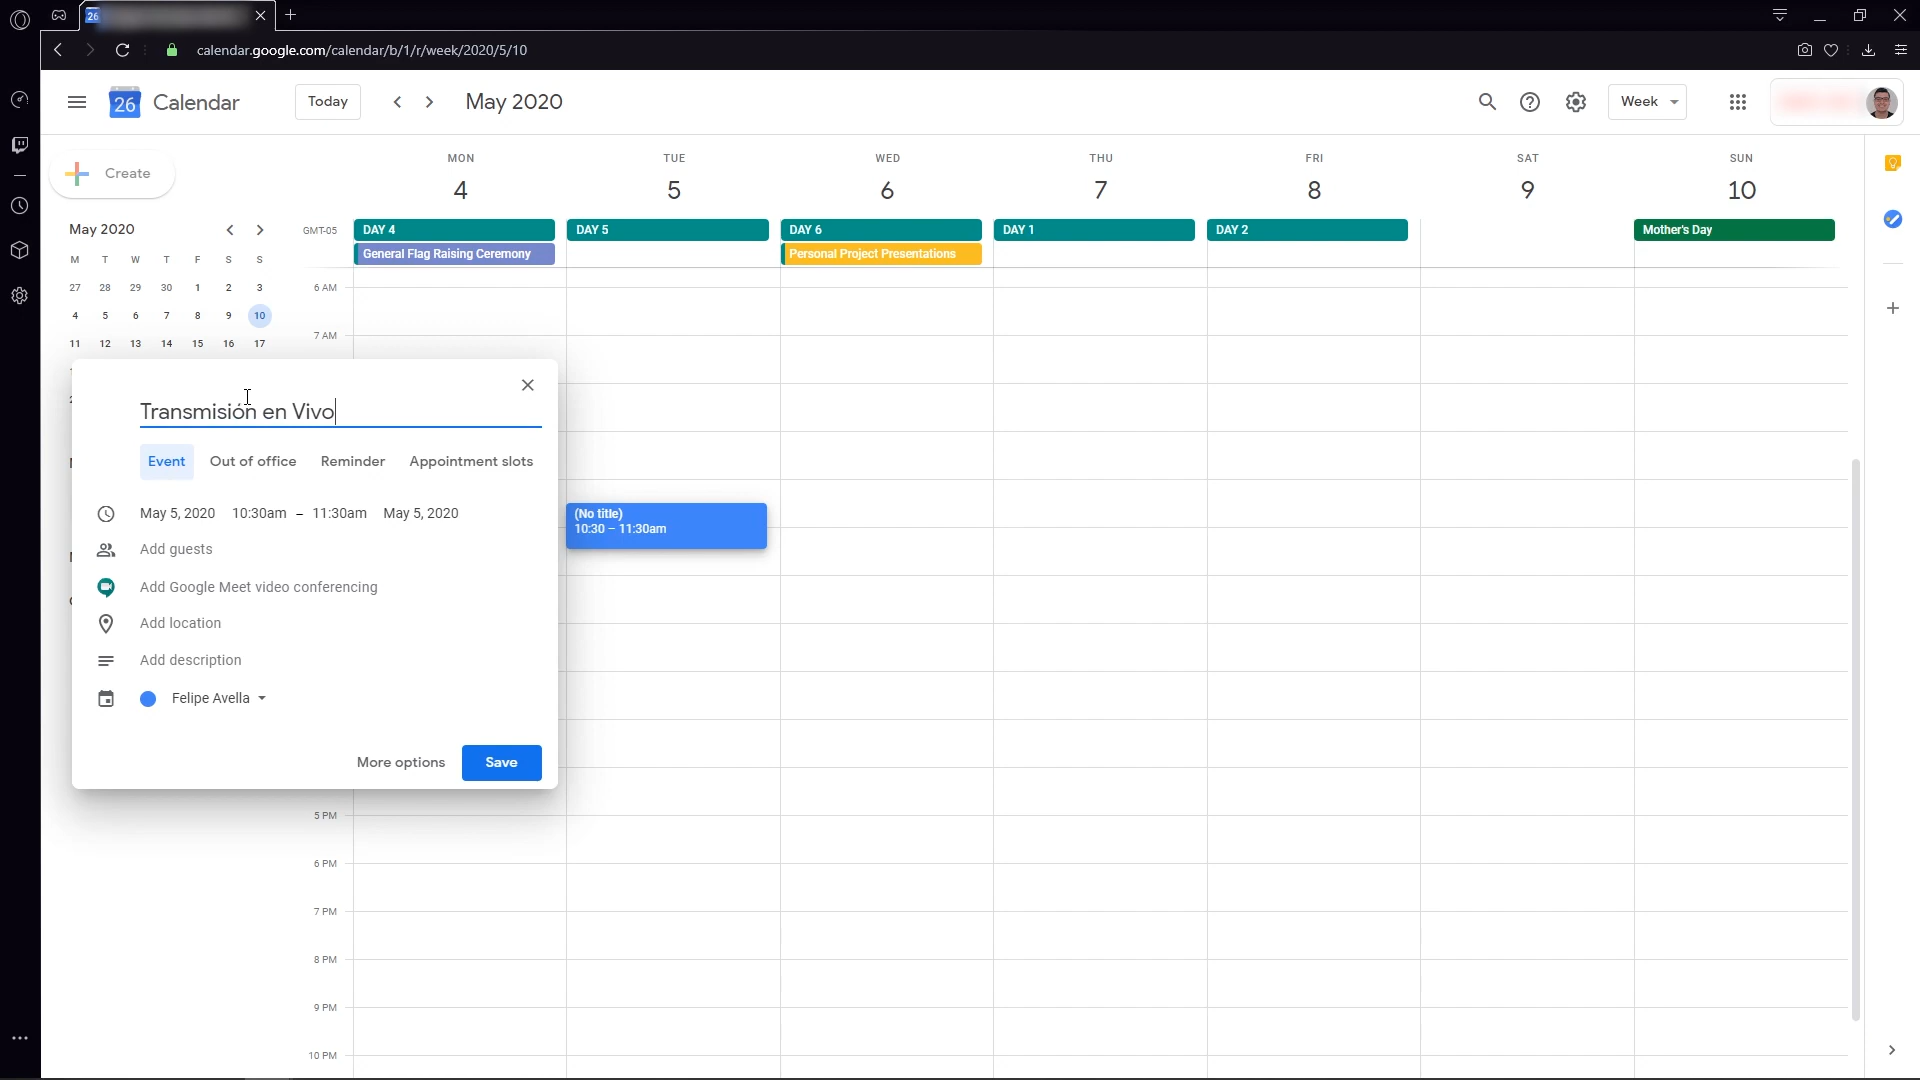 26
calendar.google.com/calendar/b/1/r/week/2020/5/10
26 Calendar Today May 2020 Week
Create
MON TUE WED THU FRI SAT SUN
4 5 6 7 8 9 10
May 2020
GMT-05 DAY 4 DAY 5 DAY 6 DAY 1 DAY 2 Mother's Day
General Flag Raising Ceremony Personal Project Presentations
M T W T F S S
27 28 29 30 1 2 3
4 5 6 7 8 9 10
11 12 13 14 15 16 17
6 AM
7 AM
Transmisión en Vivo
Event Out of office Reminder Appointment slots
May 5, 2020 10:30am – 11:30am May 5, 2020
Add guests
Add Google Meet video conferencing
Add location
Add description
Felipe Avella
More options Save
(No title)
10:30 – 11:30am
5 PM
6 PM
7 PM
8 PM
9 PM
10 PM